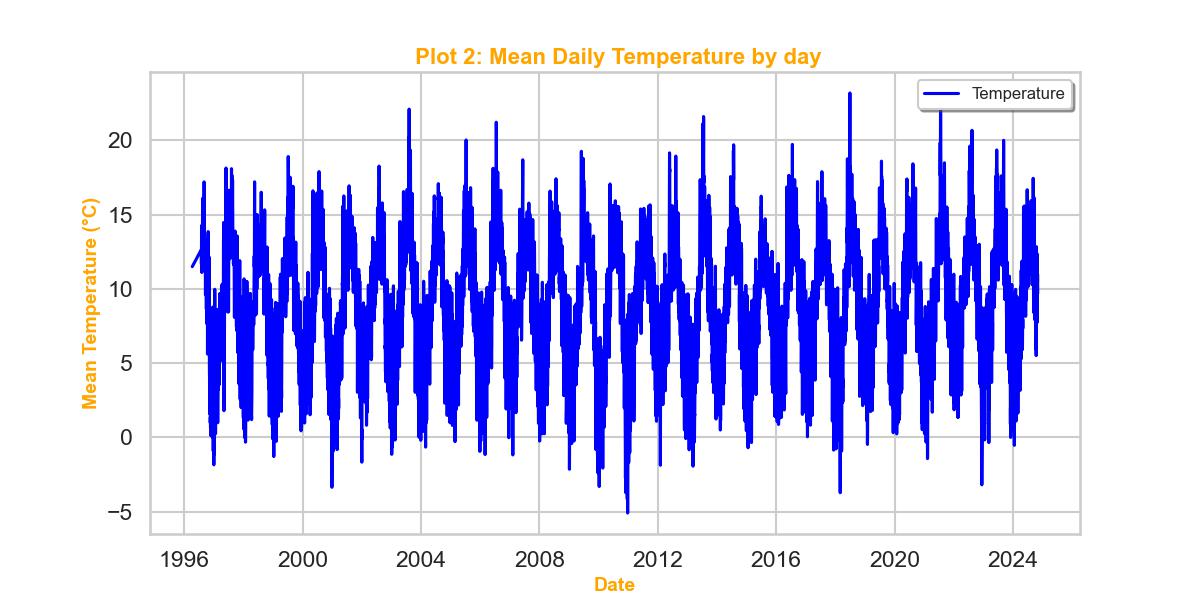 Plot 2: Mean Daily Temperature by day
Temperature
Mean Temperature (°C)
20
15
10
5
0
−5
1996 2000 2004 2008 2012 2016 2020 2024
Date